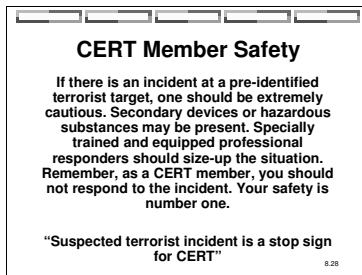 CERT Member Safety
If there is an incident at a pre-identified
terrorist target, one should be extremely
cautious. Secondary devices or hazardous
substances may be present. Specially
trained and equipped professional
responders should size-up the situation.
Remember, as a CERT member, you should
not respond to the incident. Your safety is
number one.
“Suspected terrorist incident is a stop sign
for CERT”
8.28